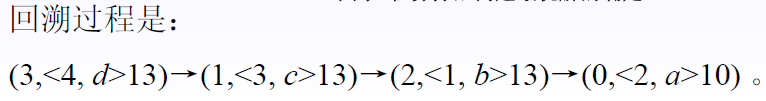 回溯过程是：
(3,<4, d>13)→(1,<3, c>13)→(2,<1, b>13)→(0,<2, a>10) 。